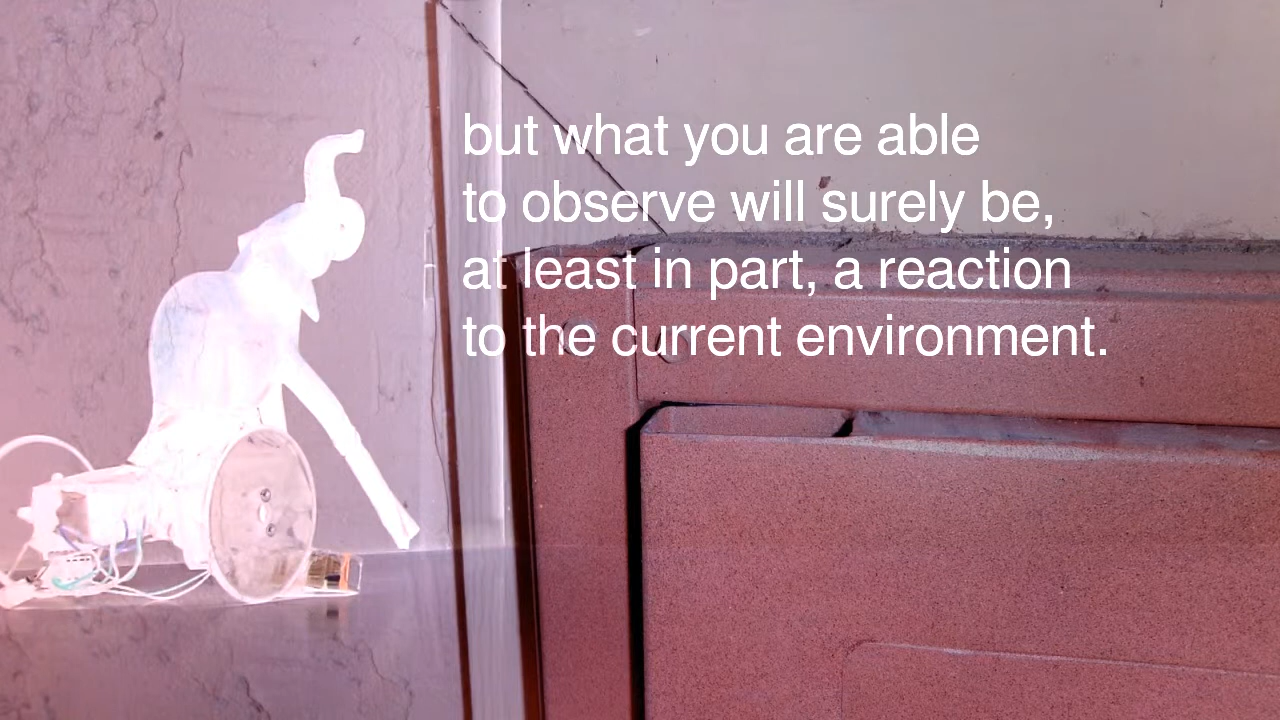 but what you are able
to observe will surely be,
at least in part, a reaction
to the current environment.